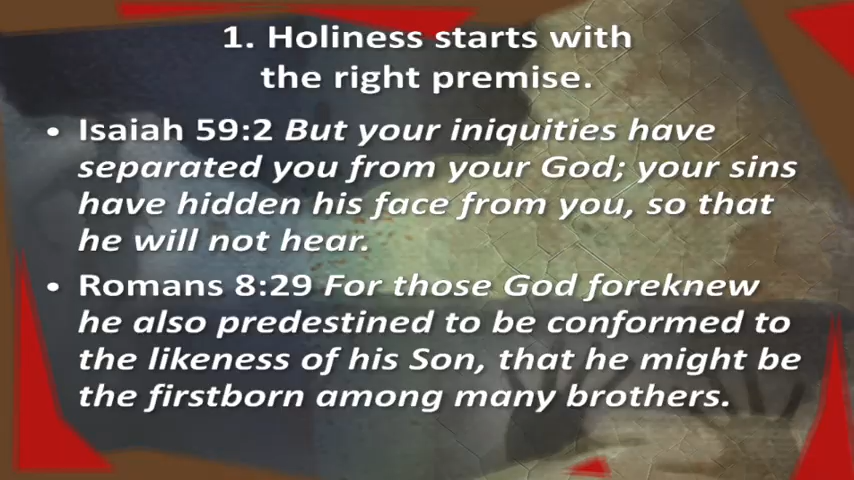 1. Holiness starts with
the right premise.
• Isaiah 59:2 But your iniquities have
separated you from your God; your sins
have hidden his face from you, so that
he will not hear.
• Romans 8:29 For those God foreknew
he also predestined to be conformed to
the likeness of his Son, that he might be
the firstborn among many brothers.